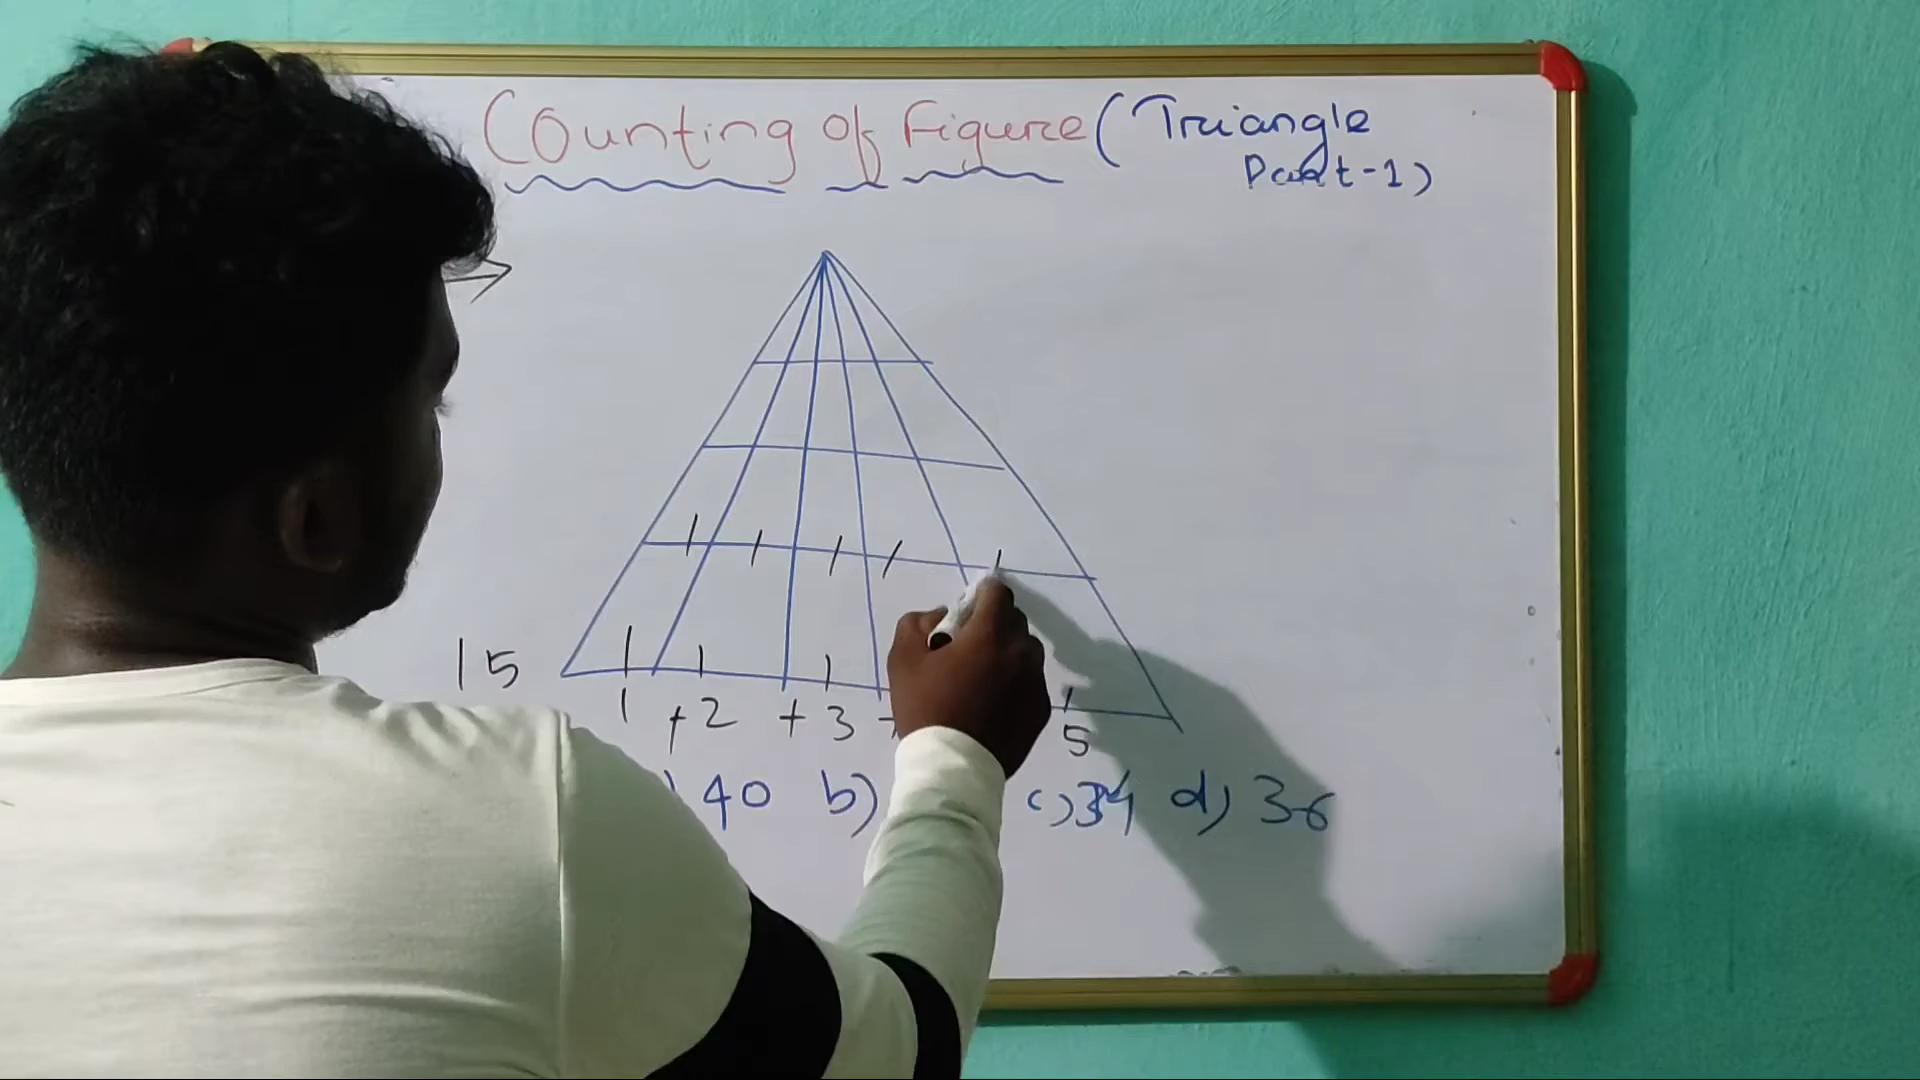 Counting of Figure (Triangle
Part-1)
15
1 + 2 + 3 + 5
40 b) c) 34 d) 36